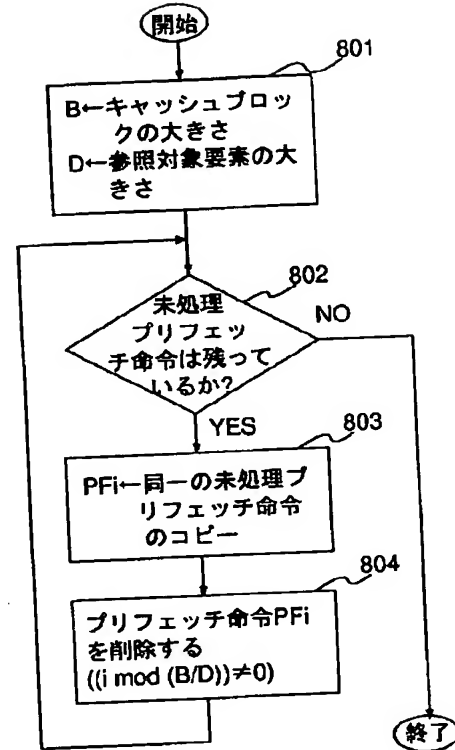 開始
801
B←キャッシュブロッ
クの大きさ
D←参照対象要素の大
きさ
802
未処理
プリフェッ
チ命令は残って
いるか?
NO
YES
803
PFi←同一の未処理プ
リフェッチ命令
のコピー
804
プリフェッチ命令PFi
を削除する
((i mod (B/D))≠0)
終了